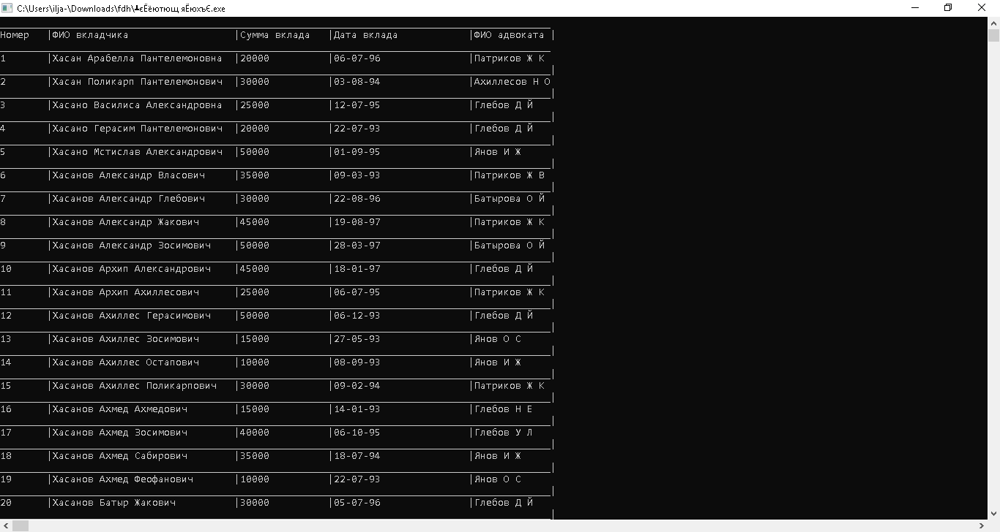 C:\Users\ilja-\Downloads\fdh\┻єЁёютющ яЁюхъЄ.exe
Номер |ФИО вкладчика |Сумма вклада |Дата вклада |ФИО адвоката |
1 |Хасан Арабелла Пантелемоновна |20000 |06-07-96 |Патриков Ж К |
2 |Хасан Поликарп Пантелемонович |30000 |03-08-94 |Ахиллесов Н О |
3 |Хасано Василиса Александровна |25000 |12-07-95 |Глебов Д Й |
4 |Хасано Герасим Пантелемонович |20000 |22-07-93 |Глебов Д Й |
5 |Хасано Мстислав Александрович |50000 |01-09-95 |Янов И Ж |
6 |Хасанов Александр Власович |35000 |09-03-93 |Патриков Ж В |
7 |Хасанов Александр Глебович |30000 |22-08-96 |Батырова О Й |
8 |Хасанов Александр Жакович |45000 |19-08-97 |Патриков Ж К |
9 |Хасанов Александр Зосимович |50000 |28-03-97 |Батырова О Й |
10 |Хасанов Архип Александрович |45000 |18-01-97 |Глебов Д Й |
11 |Хасанов Архип Ахиллесович |25000 |06-07-95 |Патриков Ж К |
12 |Хасанов Ахиллес Герасимович |50000 |06-12-93 |Глебов Д Й |
13 |Хасанов Ахиллес Зосимович |15000 |27-05-93 |Янов О С |
14 |Хасанов Ахиллес Остапович |10000 |08-09-93 |Янов И Ж |
15 |Хасанов Ахиллес Поликарпович |30000 |09-02-94 |Патриков Ж К |
16 |Хасанов Ахмед Ахмедович |15000 |14-01-93 |Глебов Н Е |
17 |Хасанов Ахмед Зосимович |40000 |06-10-95 |Глебов У Л |
18 |Хасанов Ахмед Сабирович |35000 |18-07-94 |Янов И Ж |
19 |Хасанов Ахмед Феофанович |10000 |22-07-93 |Янов О С |
20 |Хасанов Батыр Жакович |30000 |05-07-96 |Глебов Д Й |